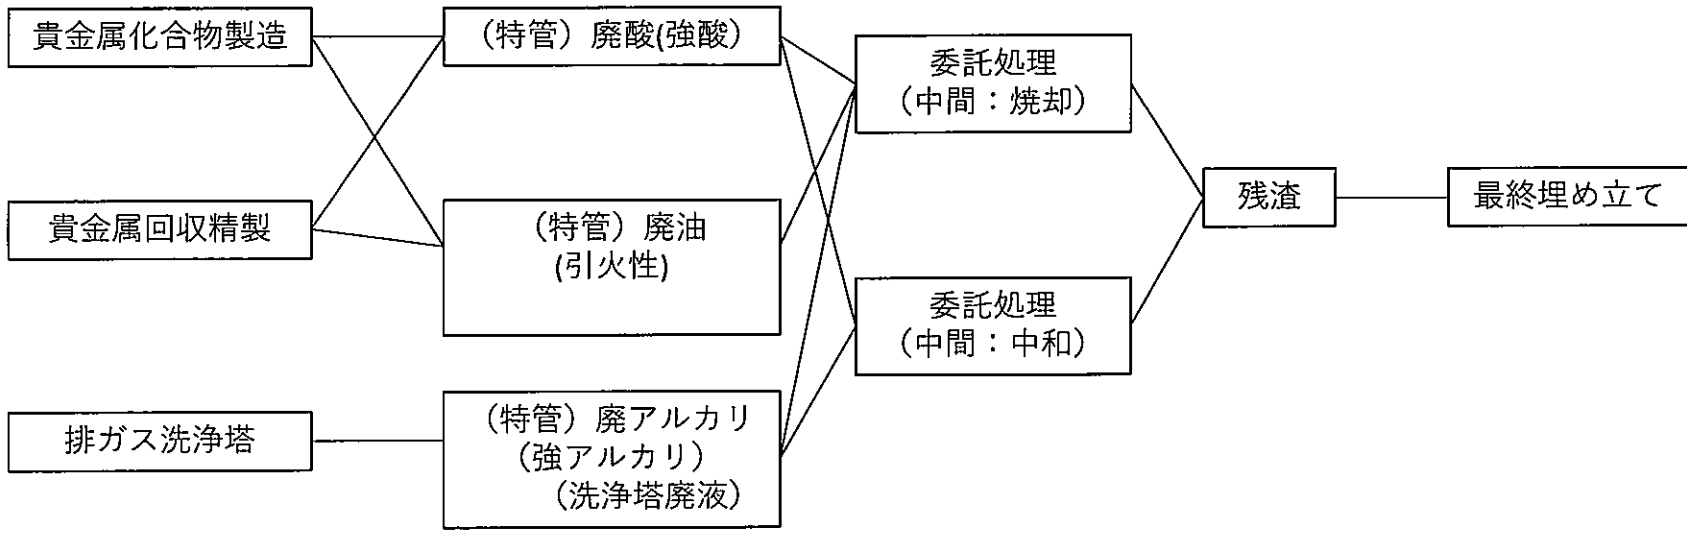 貴金属化合物製造
（特管）廃酸(強酸）
委託処理
（中間：焼却）
貴金属回収精製
（特管）廃油
(引火性)
残渣
最終埋め立て
委託処理
（中間：中和）
排ガス洗浄塔
（特管）廃アルカリ
（強アルカリ）
（洗浄塔廃液）